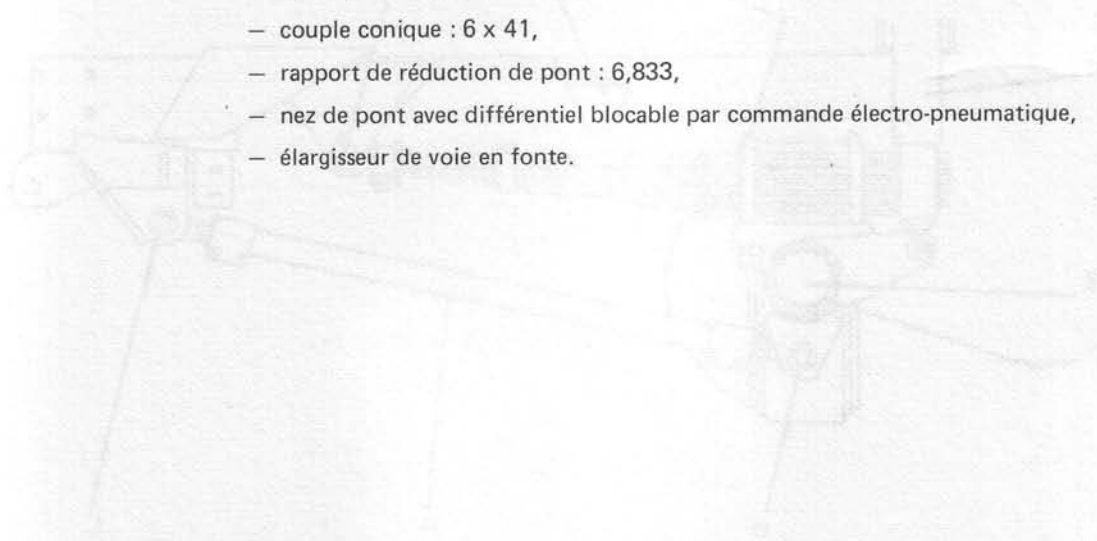 — couple conique : 6 x 41,
— rapport de réduction de pont : 6,833,
— nez de pont avec différentiel blocable par commande électro-pneumatique,
— élargisseur de voie en fonte.